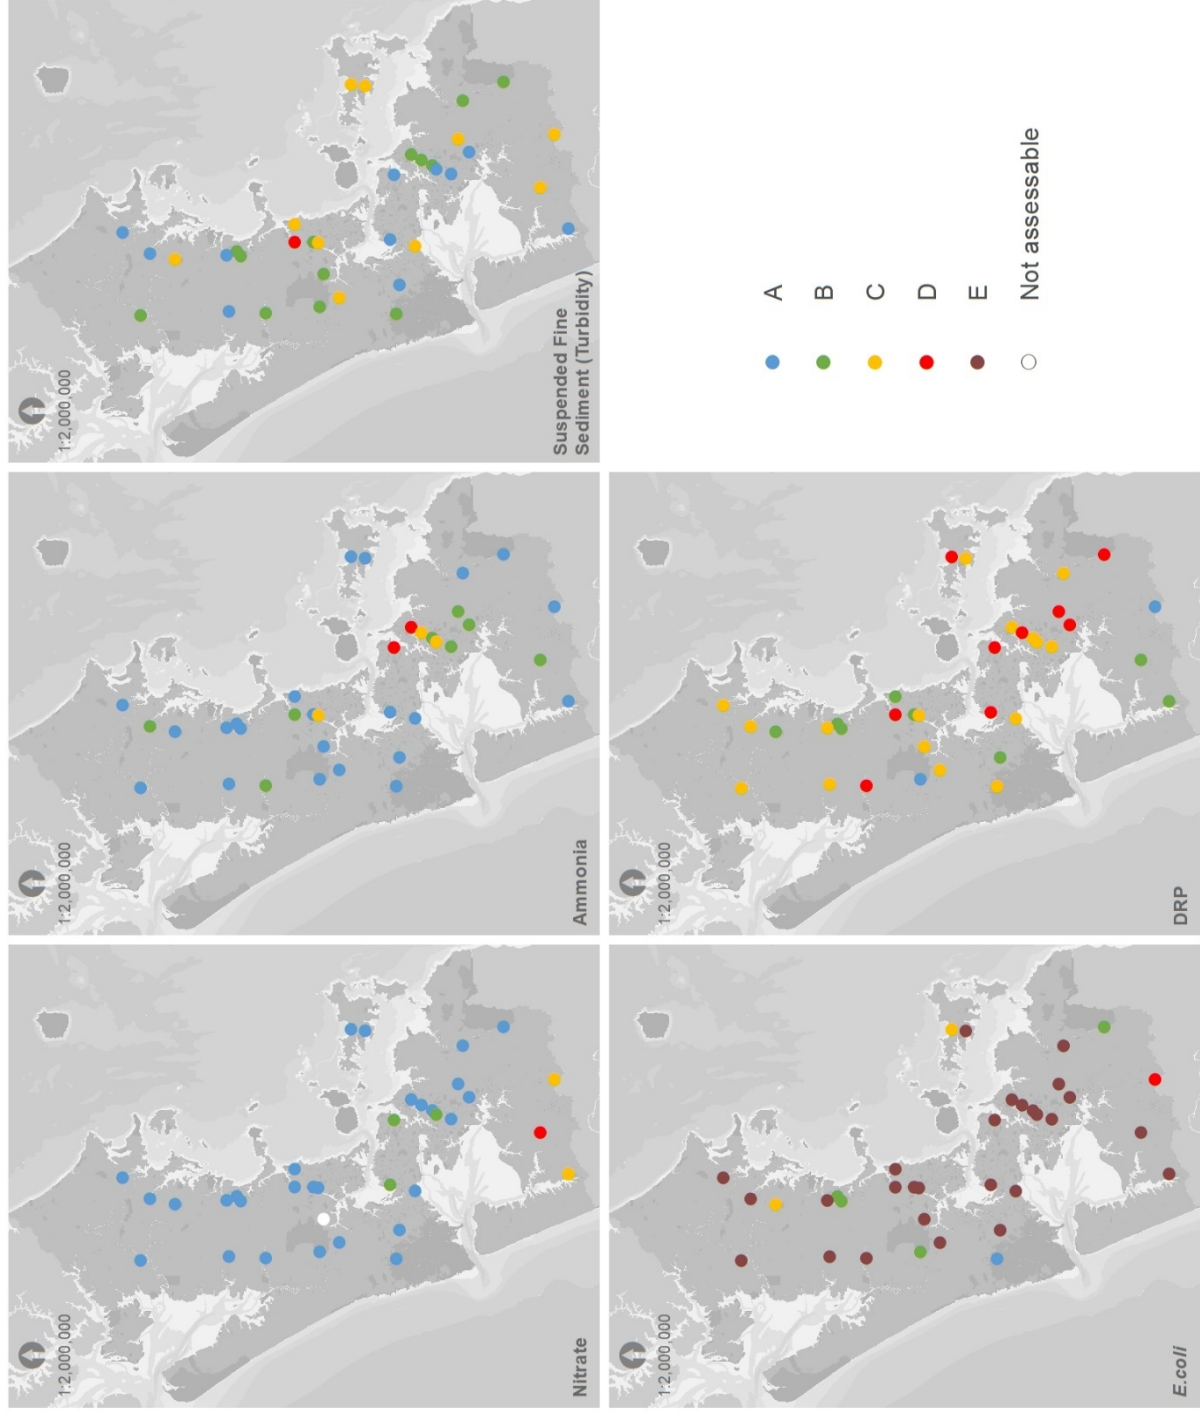 1:2,000,000
Nitrate
1:2,000,000
Ammonia
1:2,000,000
Suspended Fine
Sediment (Turbidity)
1:2,000,000
E.coli
1:2,000,000
DRP
A
B
C
D
E
Not assessable